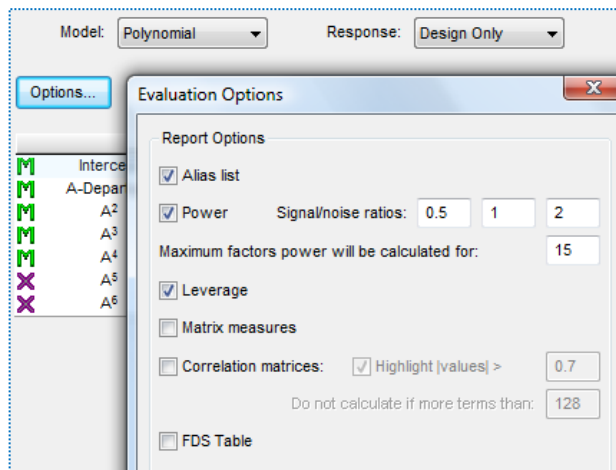 Model: Polynomial Response: Design Only
Options...
Evaluation Options
Report Options
Alias list
Power Signal/noise ratios: 0.5 1 2
Maximum factors power will be calculated for: 15
Leverage
Matrix measures
Correlation matrices: Highlight |values| > 0.7
Do not calculate if more terms than: 128
FDS Table
Interce
A-Depar
A²
A³
A⁴
A⁵
A⁶